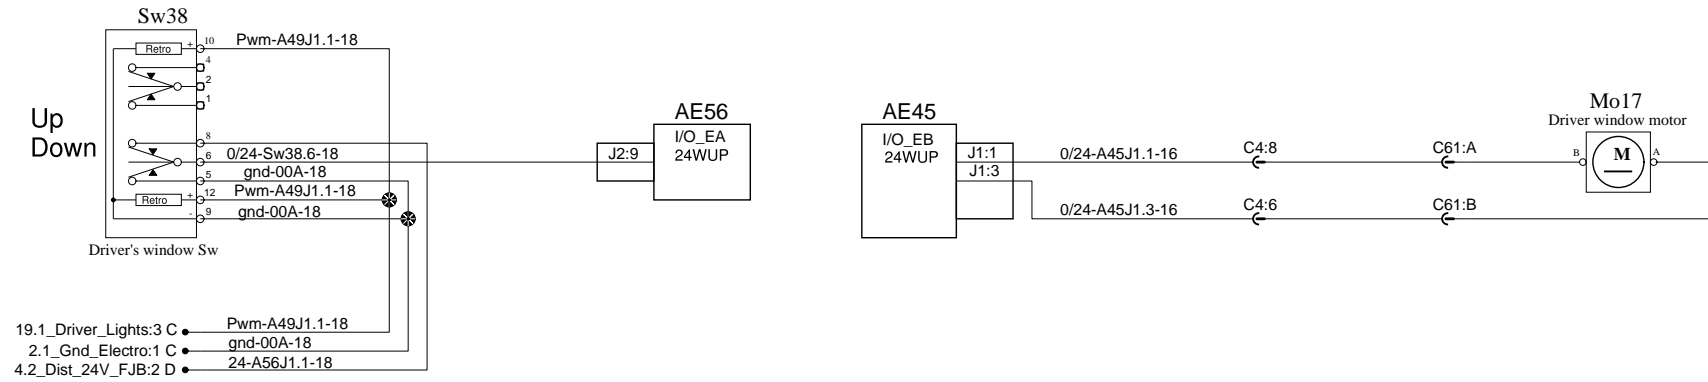 Sw38
Retro
+
10
Pwm-A49J1.1-18
4
2
1
Up
Down
8
6
0/24-Sw38.6-18
5
gnd-00A-18
Retro
+
12
Pwm-A49J1.1-18
-
9
gnd-00A-18
Driver's window Sw
19.1_Driver_Lights:3 C
Pwm-A49J1.1-18
2.1_Gnd_Electro:1 C
gnd-00A-18
4.2_Dist_24V_FJB:2 D
24-A56J1.1-18
AE56
I/O_EA
24WUP
J2:9
AE45
I/O_EB
24WUP
J1:1
J1:3
0/24-A45J1.1-16
0/24-A45J1.3-16
C4:8
C4:6
C61:A
C61:B
Mo17
Driver window motor
B
M
A